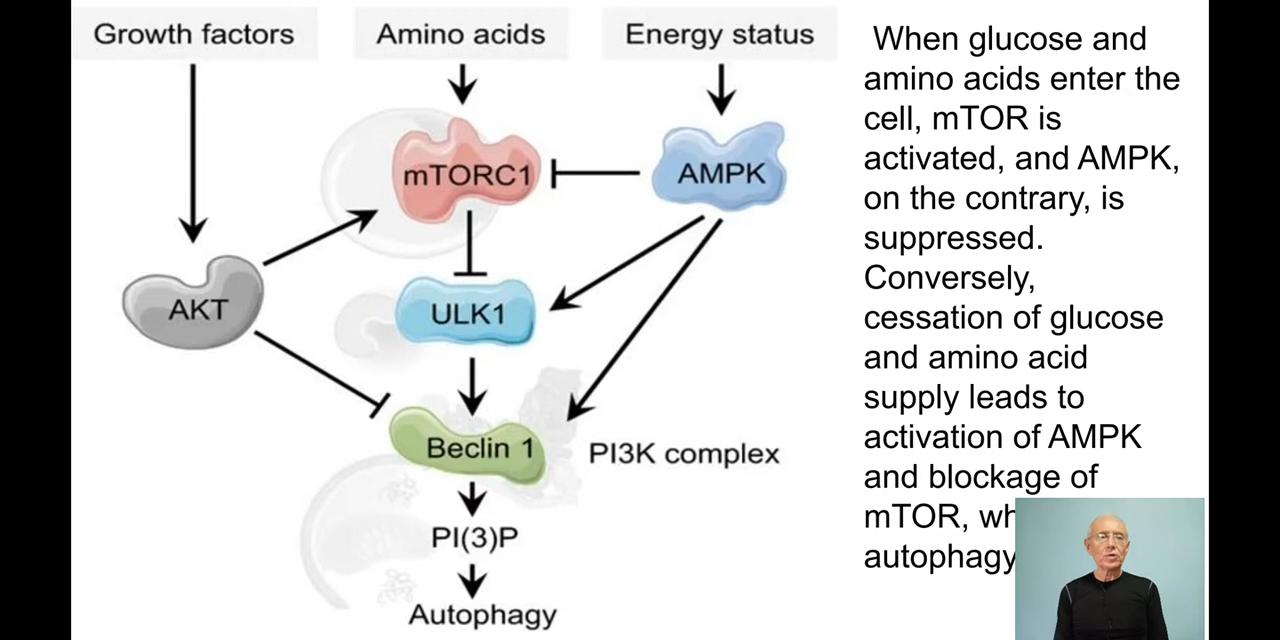 Growth factors
Amino acids
Energy status
mTORC1
AMPK
AKT
ULK1
Beclin 1
PI3K complex
PI(3)P
Autophagy
When glucose and
amino acids enter the
cell, mTOR is
activated, and AMPK,
on the contrary, is
suppressed.
Conversely,
cessation of glucose
and amino acid
supply leads to
activation of AMPK
and blockage of
mTOR,
autophagy